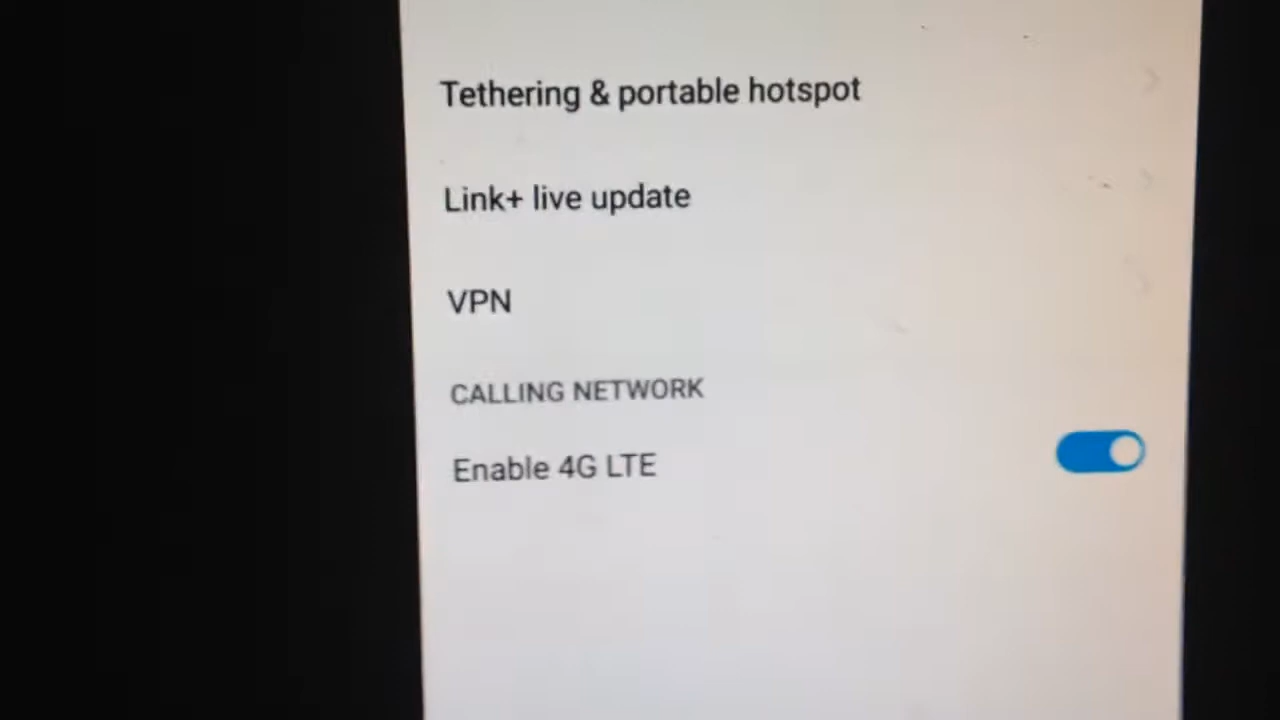 Tethering & portable hotspot
Link+ live update
VPN
CALLING NETWORK
Enable 4G LTE